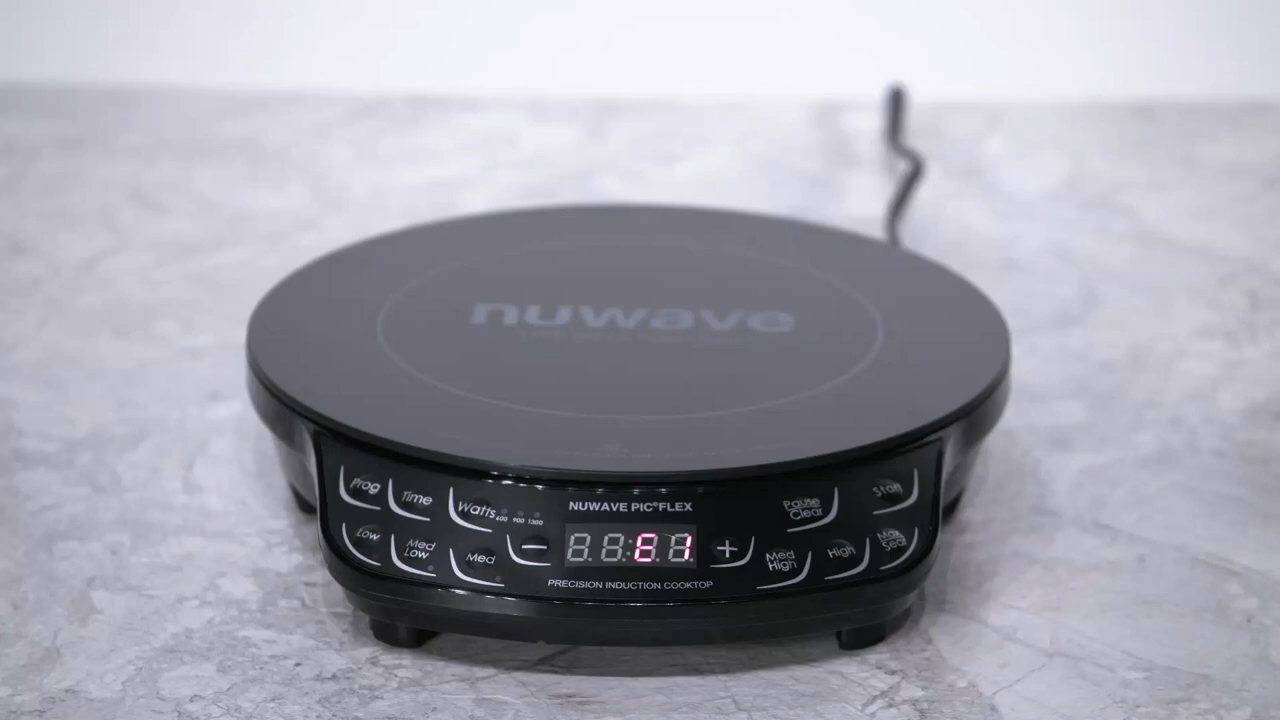 nuwave
Prog
Time
Watts
600 900 1300
NUWAVE PIC®FLEX
Pause
Clear
Start
Low
Med
Low
Med
−
E1
+
Med
High
High
Max
Sear
PRECISION INDUCTION COOKTOP